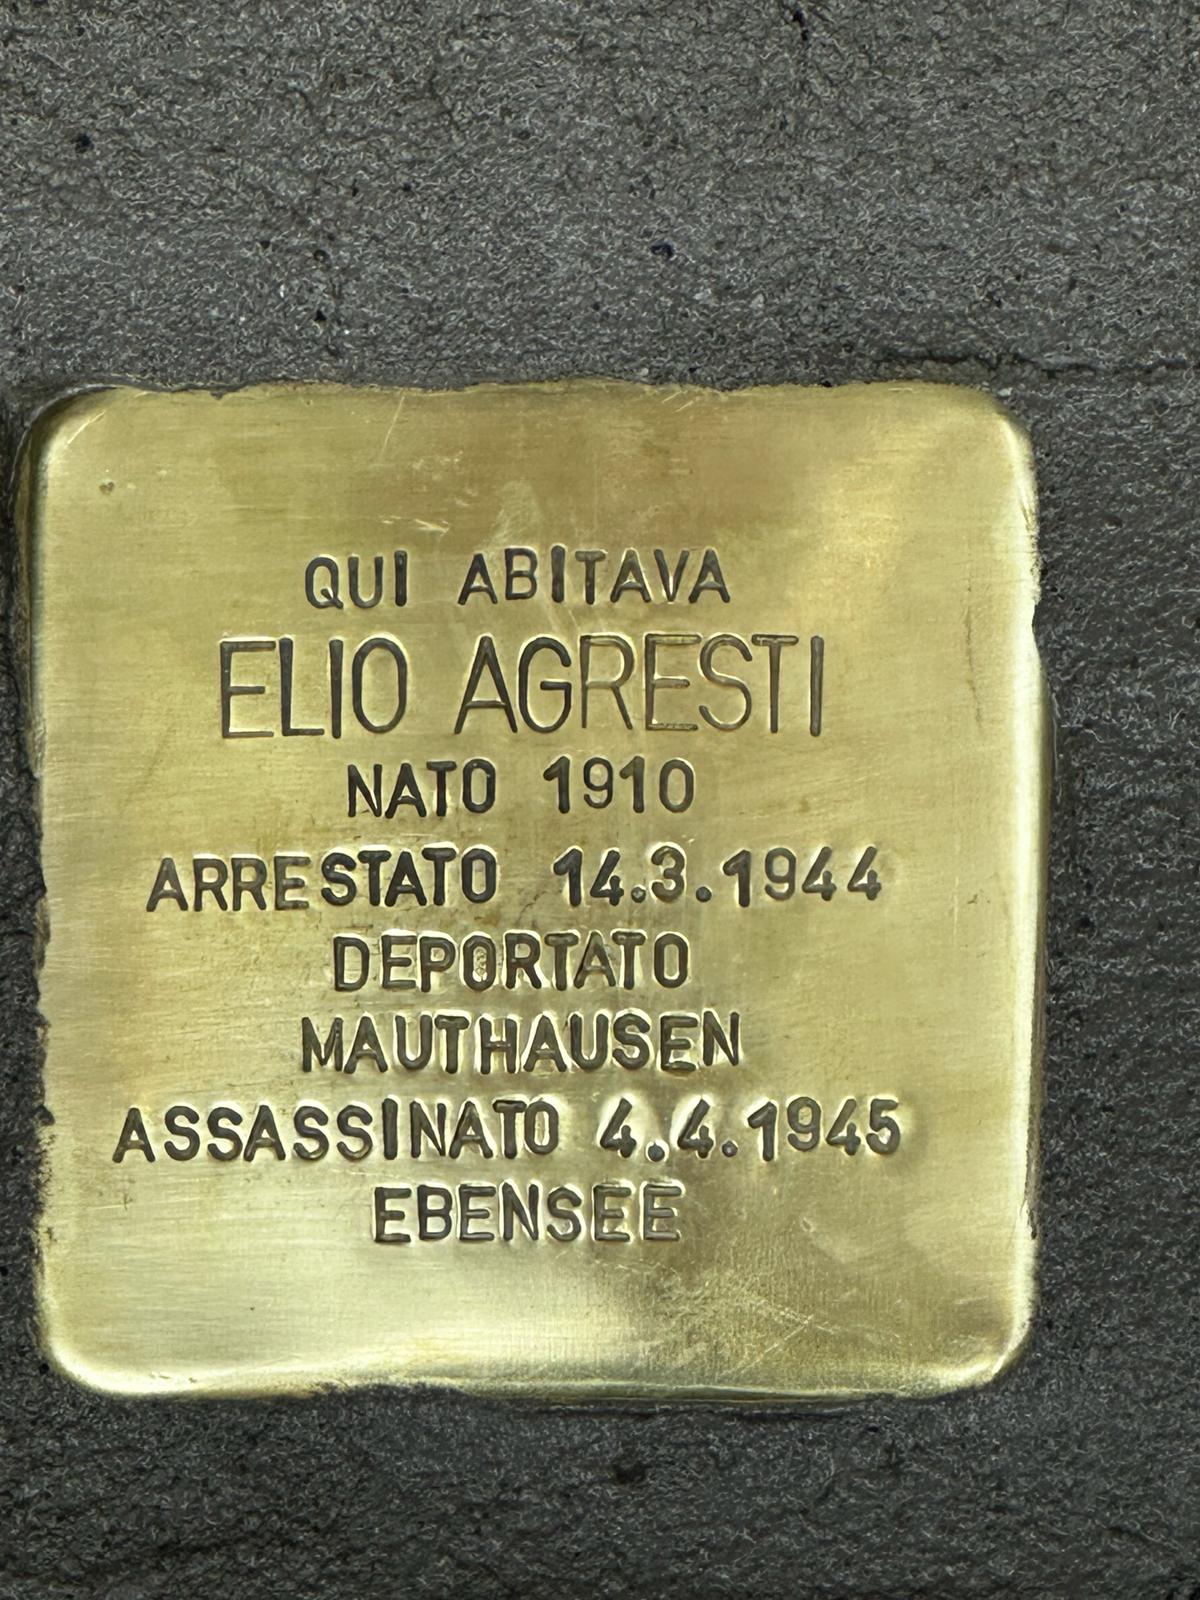 QUI ABITAVA
ELIO AGRESTI
NATO 1910
ARRESTATO 14.3.1944
DEPORTATO
MAUTHAUSEN
ASSASSINATO 4.4.1945
EBENSEE